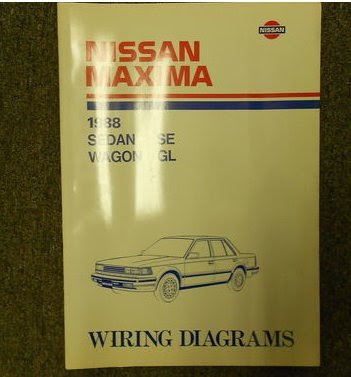 NISSAN
NISSAN
MAXIMA
1988
SEDAN SE
WAGON GL
WIRING DIAGRAMS